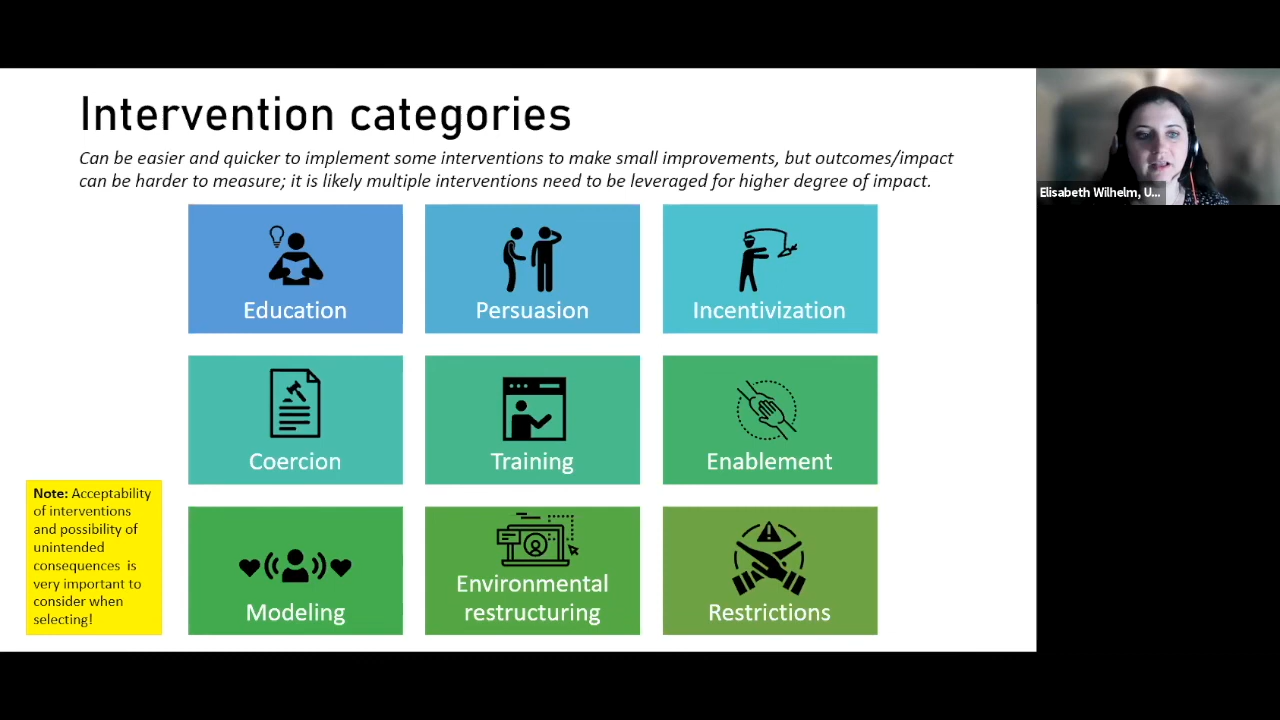 Intervention categories
Can be easier and quicker to implement some interventions to make small improvements, but outcomes/impact
can be harder to measure; it is likely multiple interventions need to be leveraged for higher degree of impact.
Elisabeth Wilhelm, U...
Education
Persuasion
Incentivization
Coercion
Training
Enablement
Note: Acceptability
of interventions
and possibility of
unintended
consequences is
very important to
consider when
selecting!
Modeling
Environmental
restructuring
Restrictions